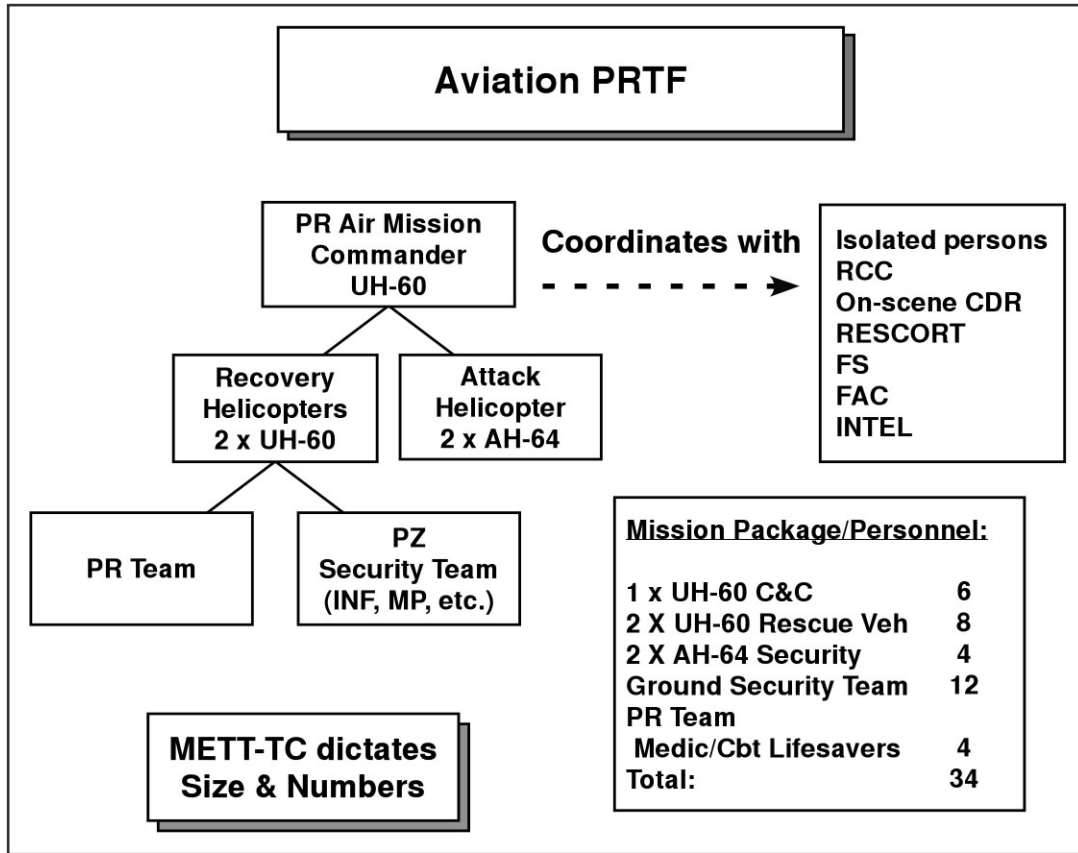 Aviation PRTF
PR Air Mission
Commander
UH-60
Coordinates with
Isolated persons
RCC
On-scene CDR
RESCORT
FS
FAC
INTEL
Recovery
Helicopters
2 x UH-60
Attack
Helicopter
2 x AH-64
PR Team
PZ
Security Team
(INF, MP, etc.)
Mission Package/Personnel:
1 x UH-60 C&C 6
2 X UH-60 Rescue Veh 8
2 X AH-64 Security 4
Ground Security Team 12
PR Team
Medic/Cbt Lifesavers 4
Total: 34
METT-TC dictates
Size & Numbers